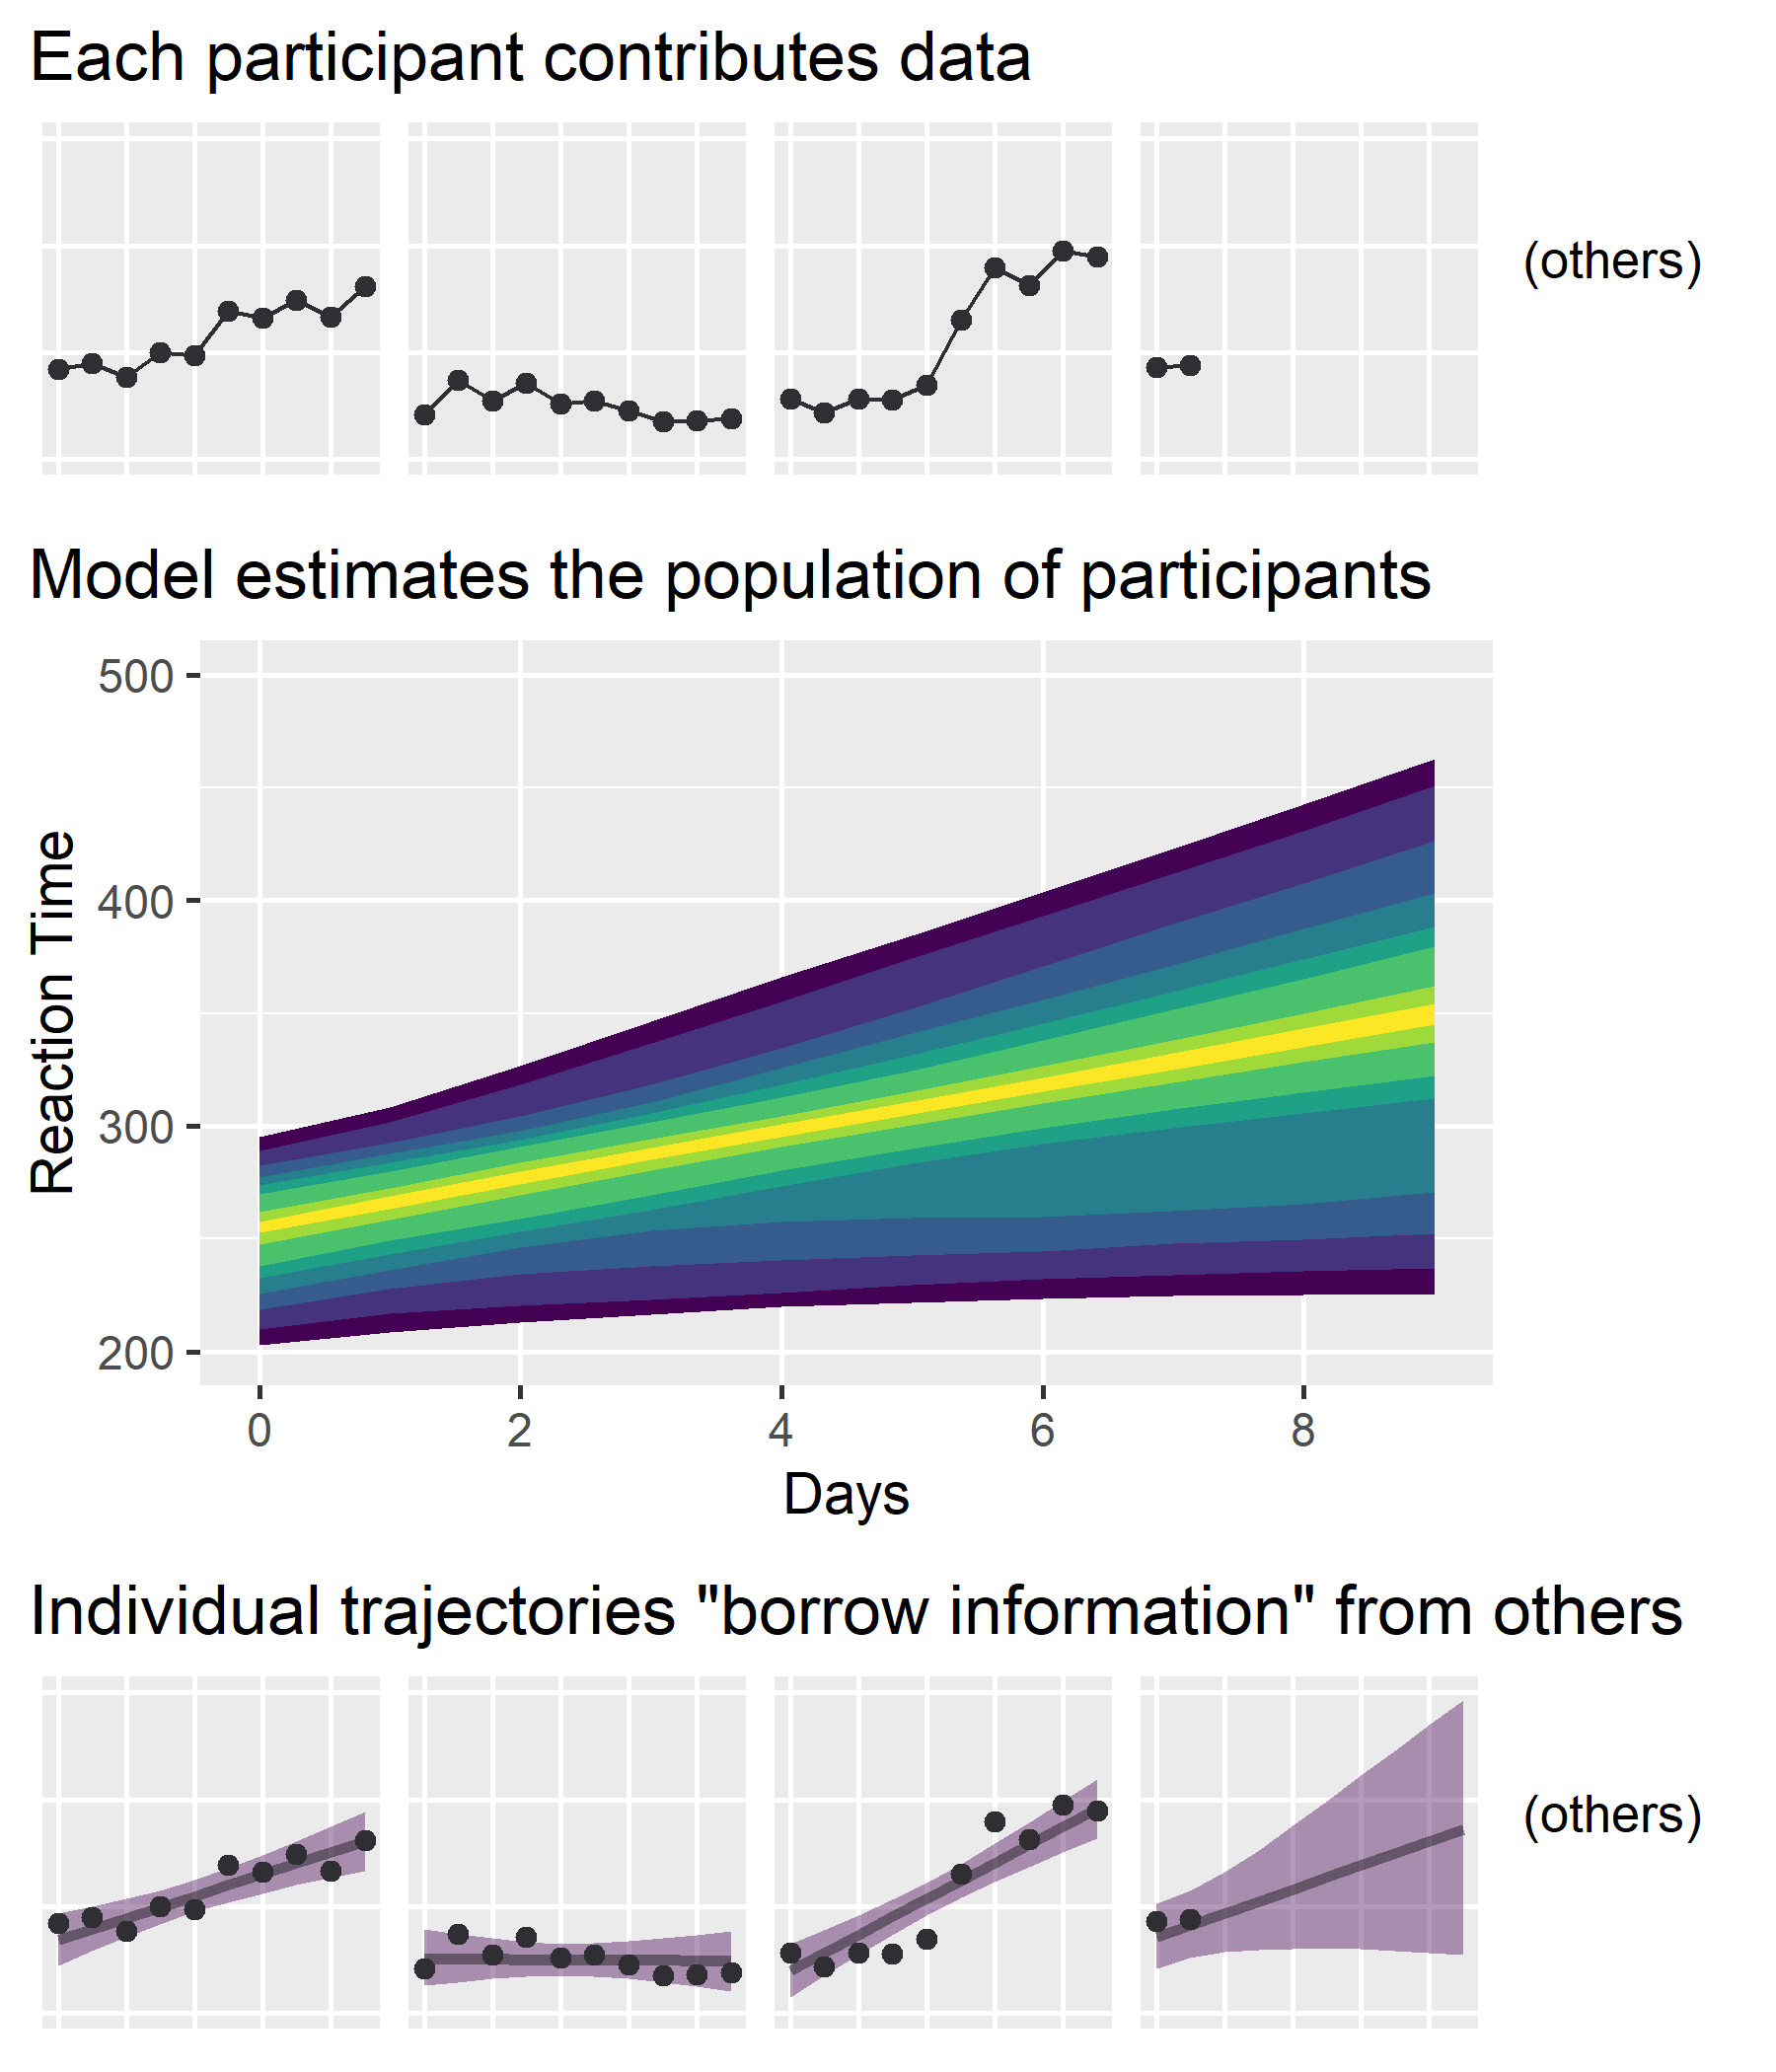 Each participant contributes data
(others)
Model estimates the population of participants
500
400
300
200
Reaction Time
0 2 4 6 8
Days
Individual trajectories "borrow information" from others
(others)